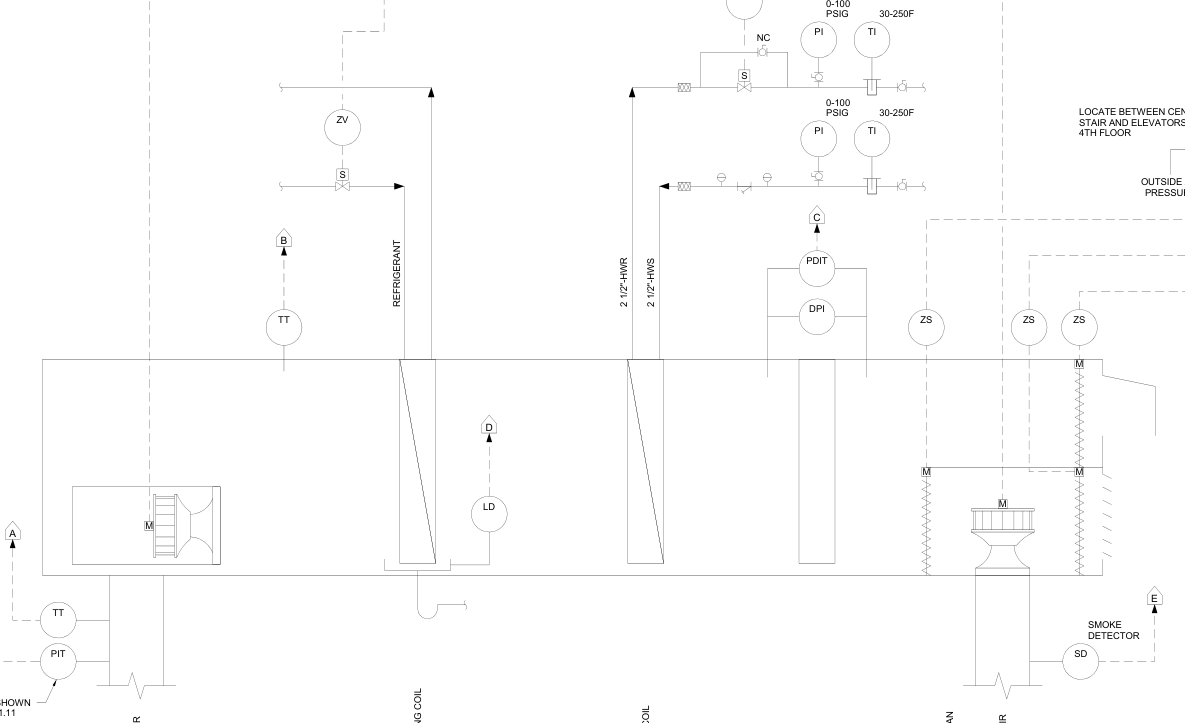 0-100
PSIG
30-250F
NC
PI
TI
S
0-100
PSIG
30-250F
LOCATE BETWEEN CEN
STAIR AND ELEVATORS
4TH FLOOR
ZV
PI
TI
S
OUTSIDE
PRESSU
C
B
REFRIGERANT
2 1/2"-HWR
2 1/2"-HWS
PDIT
DPI
TT
ZS
ZS
ZS
M
D
M
M
LD
M
M
A
E
TT
SMOKE
DETECTOR
PIT
SD
SHOWN
1.11
R
NG COIL
COIL
AN
IR